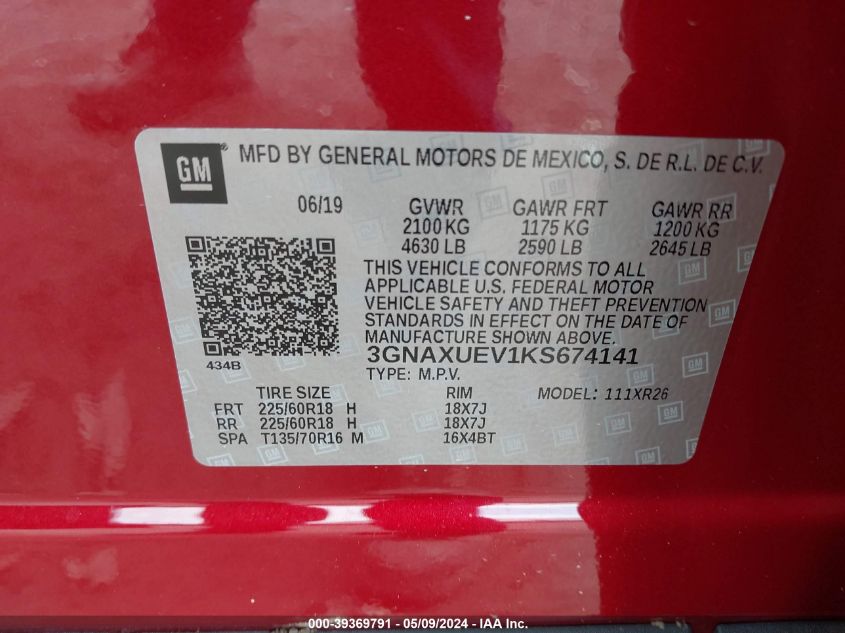 GM
MFD BY GENERAL MOTORS DE MEXICO, S. DE R.L. DE C.V.
06/19 GVWR GAWR FRT GAWR RR
2100 KG 1175 KG 1200 KG
4630 LB 2590 LB 2645 LB
THIS VEHICLE CONFORMS TO ALL
APPLICABLE U.S. FEDERAL MOTOR
VEHICLE SAFETY AND THEFT PREVENTION
STANDARDS IN EFFECT ON THE DATE OF
MANUFACTURE SHOWN ABOVE.
434B
3GNAXUEV1KS674141
TYPE: M.P.V.
TIRE SIZE RIM MODEL: 111XR26
FRT 225/60R18 H 18X7J
RR 225/60R18 H 18X7J
SPA T135/70R16 M 16X4BT
000-39369791 - 05/09/2024 - IAA Inc.